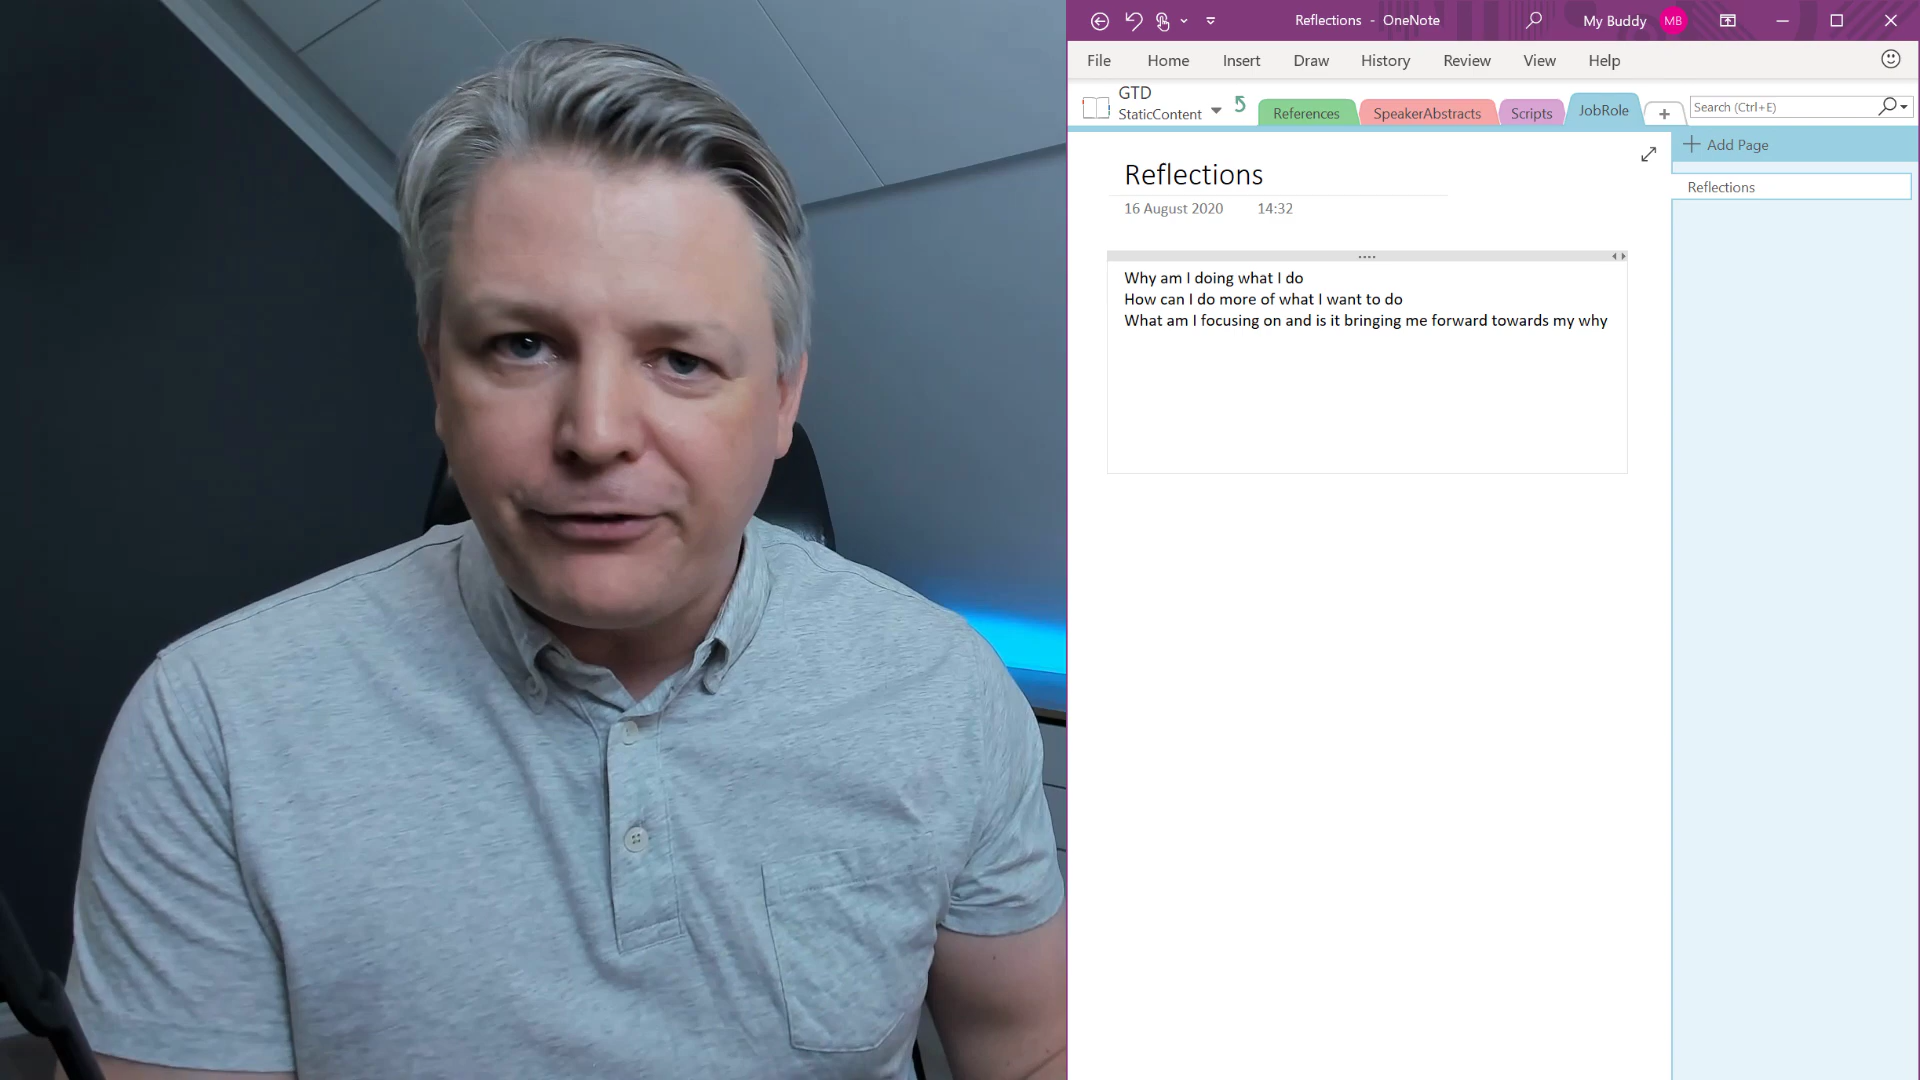 Reflections - OneNote
My Buddy MB
File Home Insert Draw History Review View Help
GTD
StaticContent
References SpeakerAbstracts Scripts JobRole
Search (Ctrl+E)
Add Page
Reflections
Reflections
16 August 2020 14:32
Why am I doing what I do
How can I do more of what I want to do
What am I focusing on and is it bringing me forward towards my why